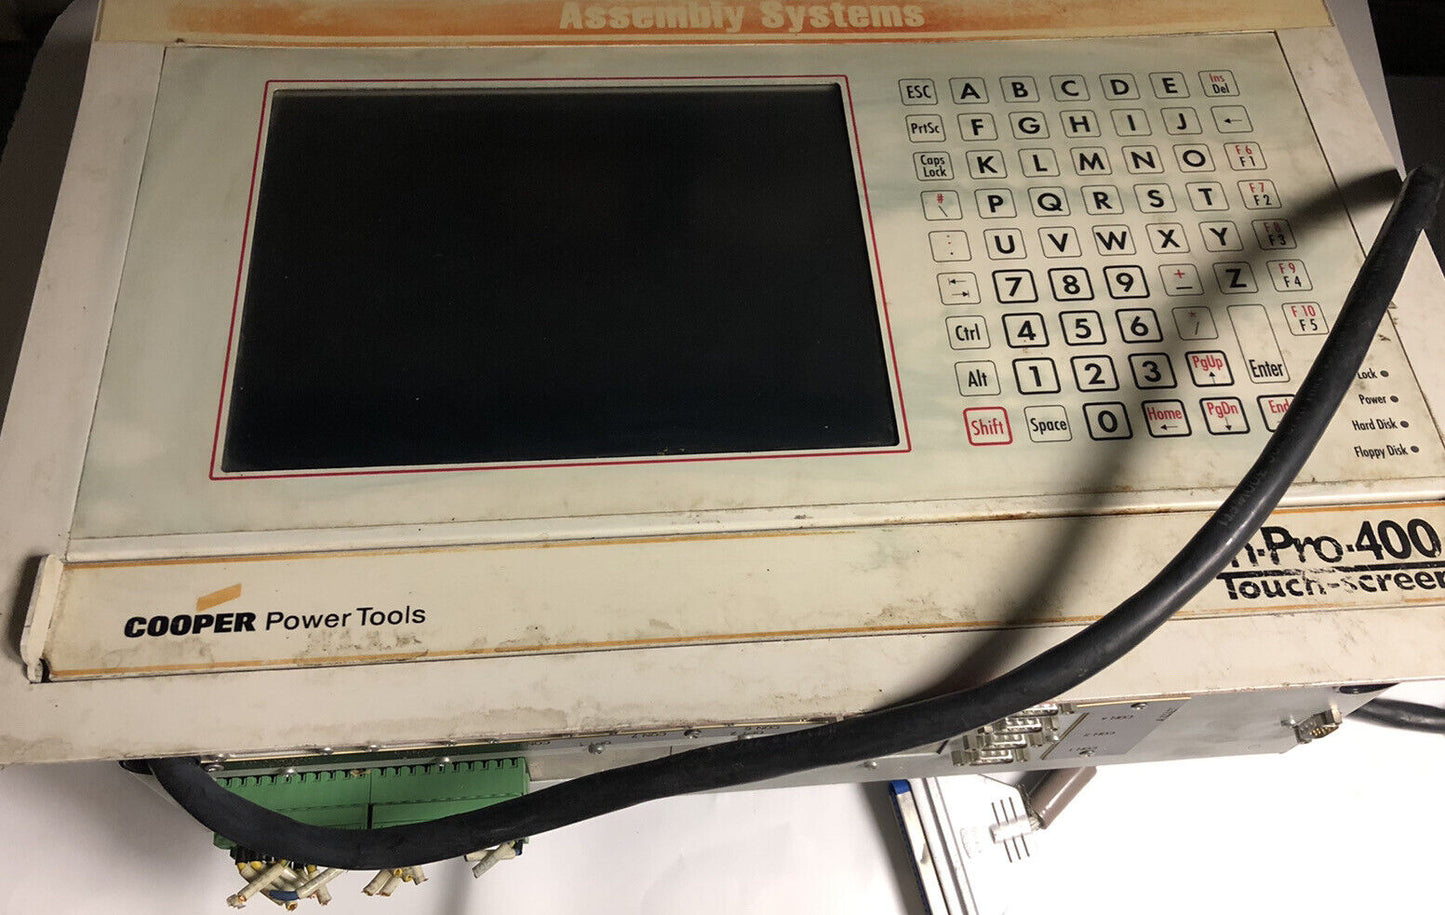 Assembly Systems
ESC A B C D E Ins Del
PrtSc F G H I J ←
Caps Lock K L M N O F6 F1
# \ P Q R S T F7 F2
: ; U V W X Y F8 F3
7 8 9 + – Z F9 F4
Ctrl 4 5 6 * / F10 F5
Alt 1 2 3 PgUp ↑ Enter
Shift Space 0 Home ← PgDn ↓ End
Lock
Power
Hard Disk
Floppy Disk
n-Pro-400
Touch-screen
COOPER Power Tools